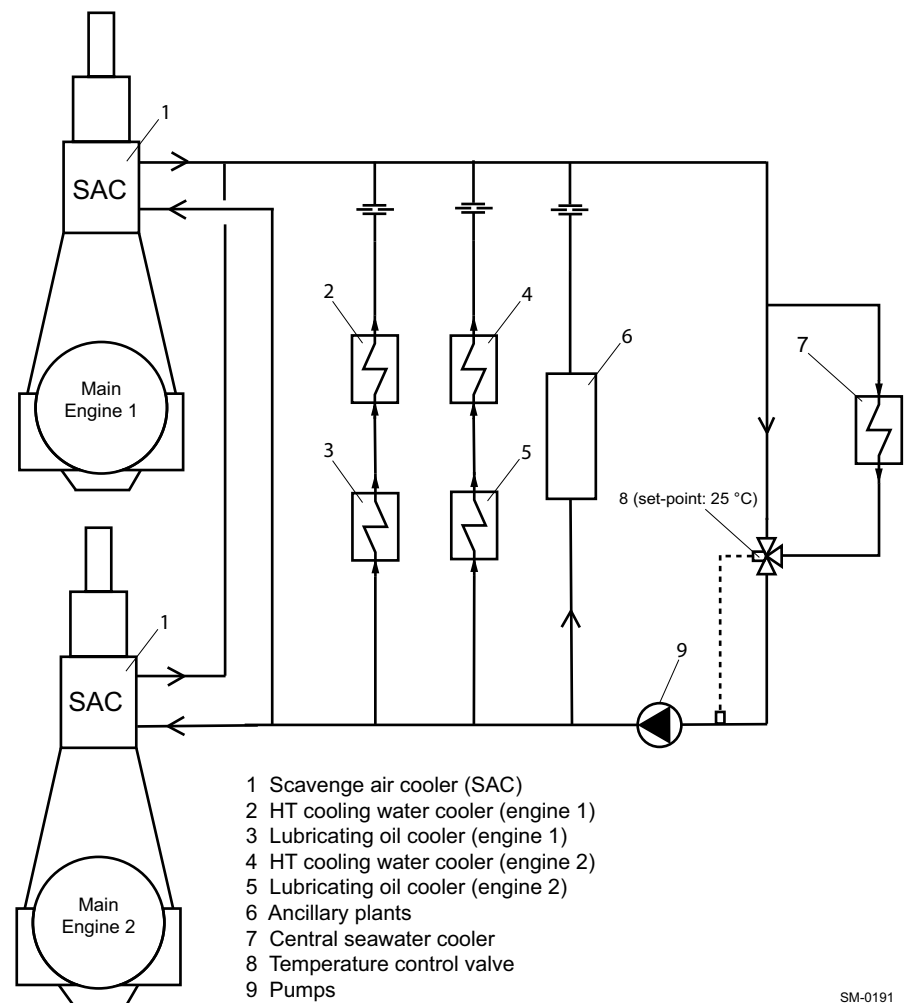 1
SAC
2
4
6
7
Main
Engine 1
3
5
8 (set-point: 25 °C)
1
9
SAC
1 Scavenge air cooler (SAC)
2 HT cooling water cooler (engine 1)
3 Lubricating oil cooler (engine 1)
4 HT cooling water cooler (engine 2)
5 Lubricating oil cooler (engine 2)
6 Ancillary plants
7 Central seawater cooler
8 Temperature control valve
9 Pumps
Main
Engine 2
SM-0191